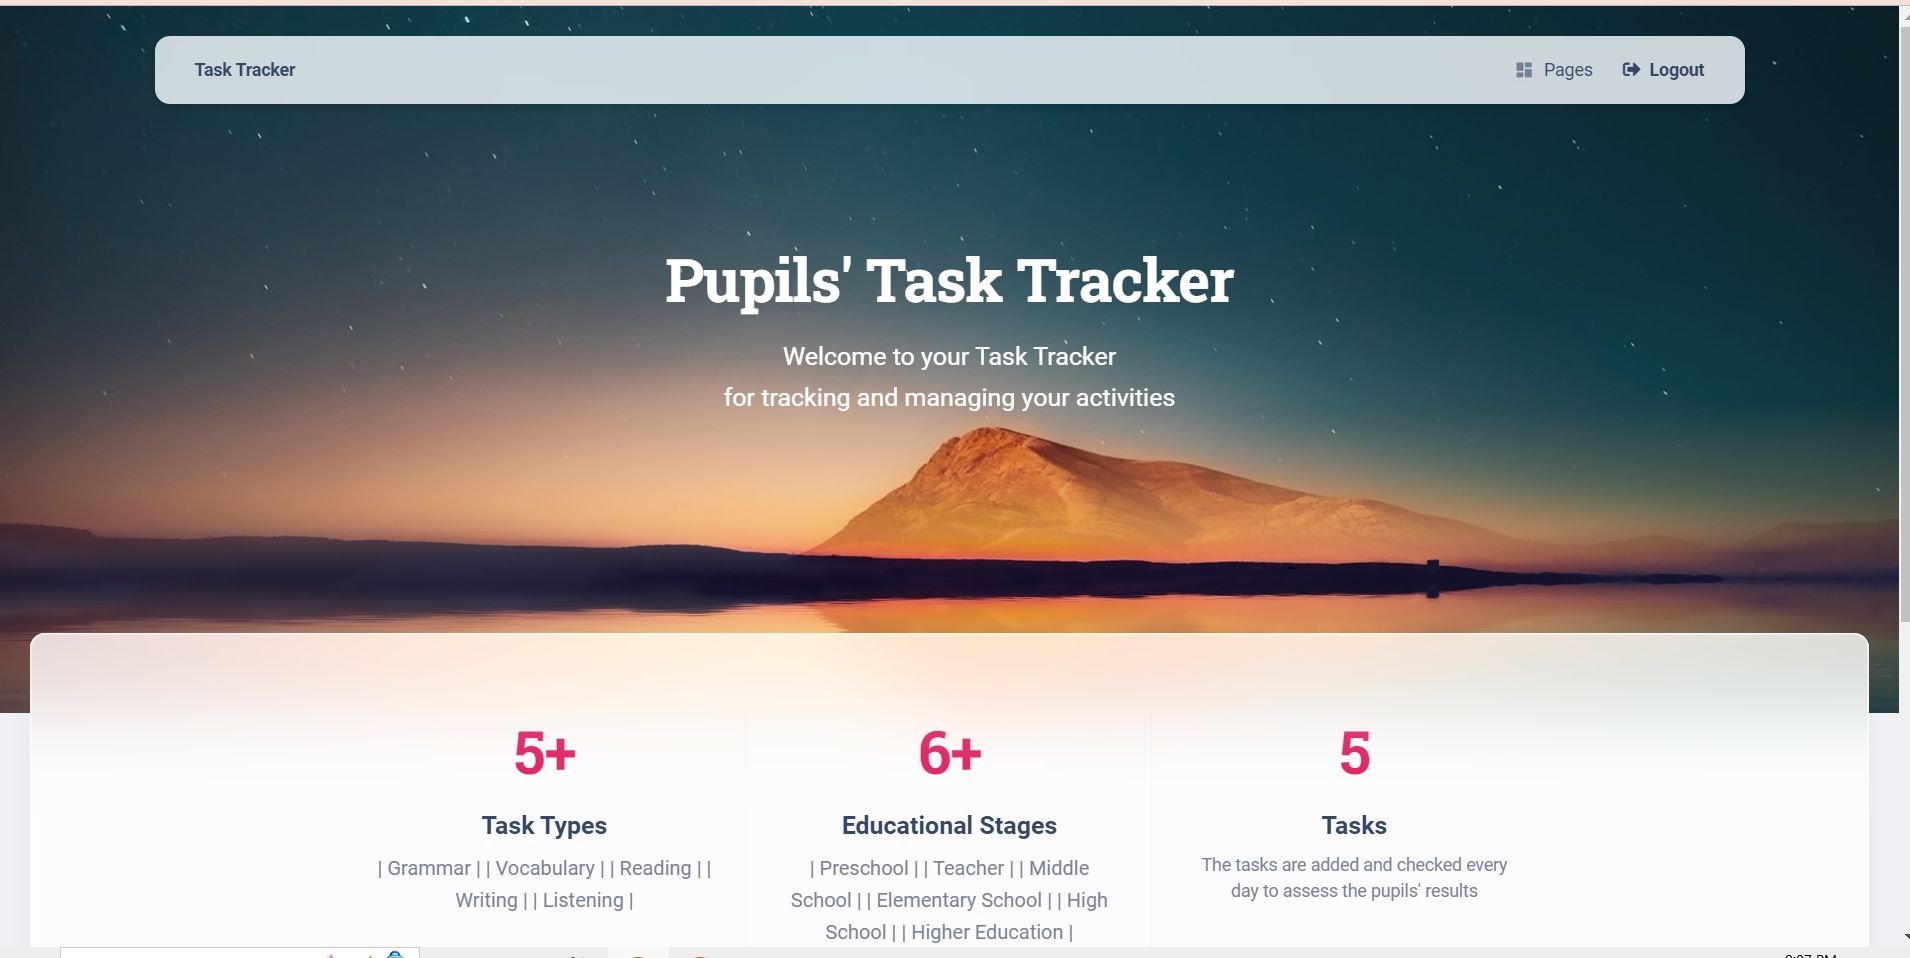 Task Tracker
Pages
Logout
Pupils' Task Tracker
Welcome to your Task Tracker
for tracking and managing your activities
5+
6+
5
Task Types
Educational Stages
Tasks
| Grammar | | Vocabulary | | Reading | |
Writing | | Listening |
| Preschool | | Teacher | | Middle
School | | Elementary School | | High
School | | Higher Education |
The tasks are added and checked every
day to assess the pupils' results